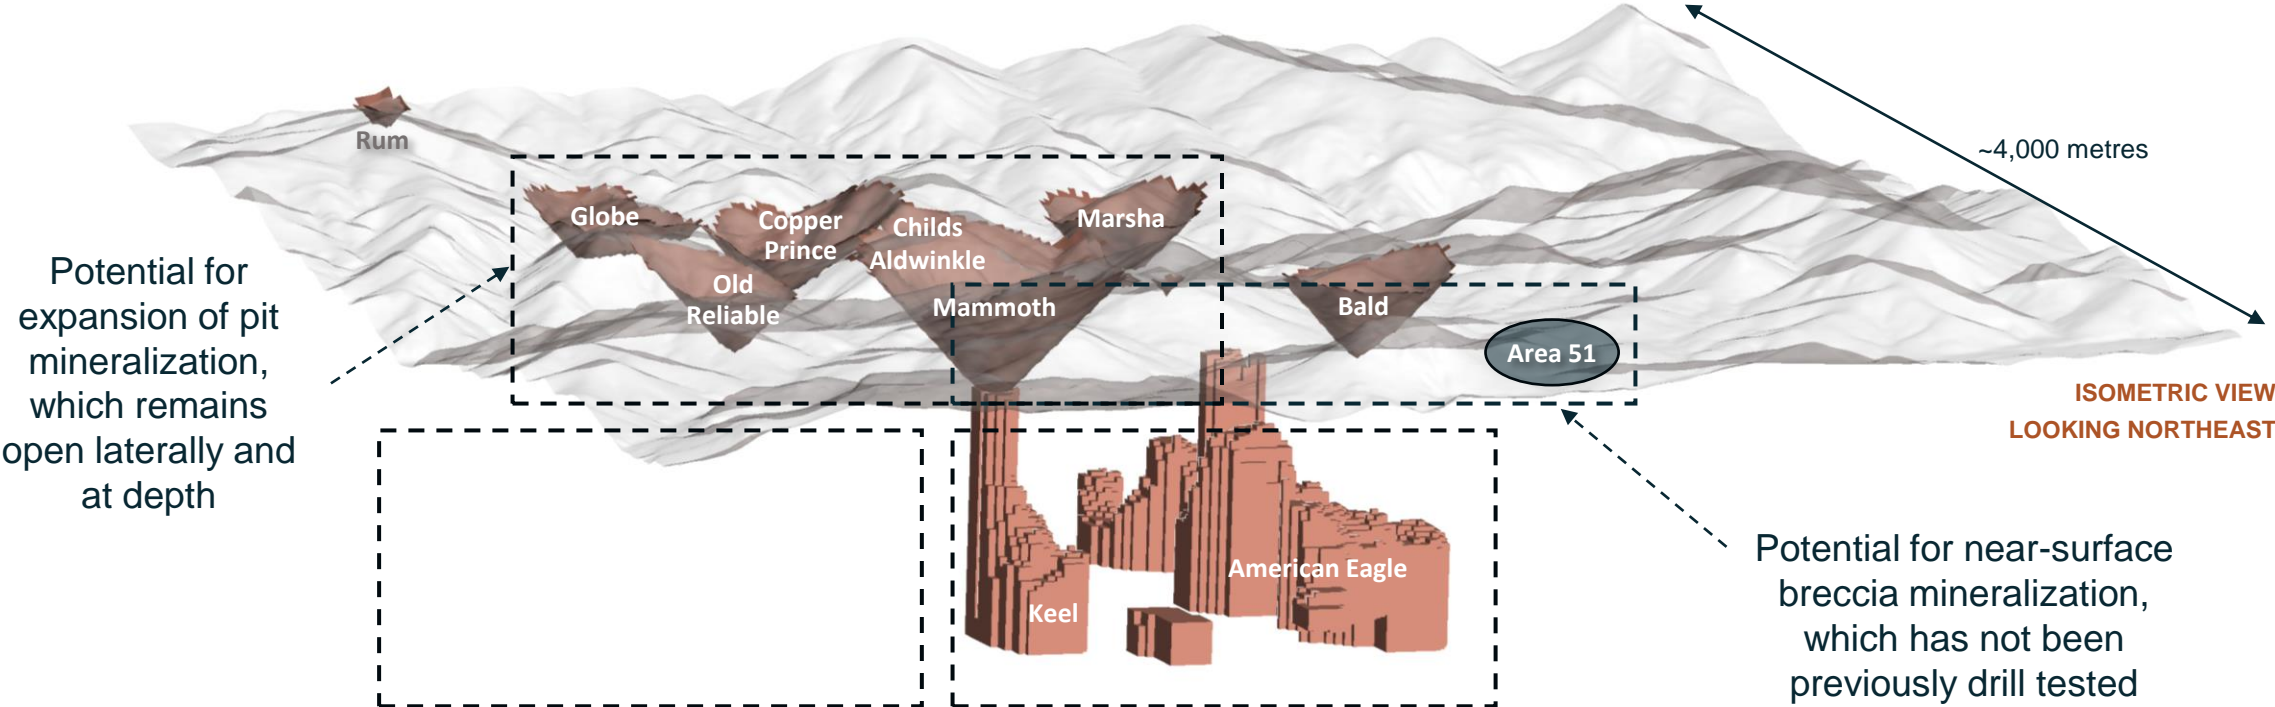 Rum
~4,000 metres
Globe
Copper
Prince
Childs
Aldwinkle
Marsha
Old
Reliable
Mammoth
Bald
Area 51
Potential for
expansion of pit
mineralization,
which remains
open laterally and
at depth
ISOMETRIC VIEW
LOOKING NORTHEAST
American Eagle
Keel
Potential for near-surface
breccia mineralization,
which has not been
previously drill tested